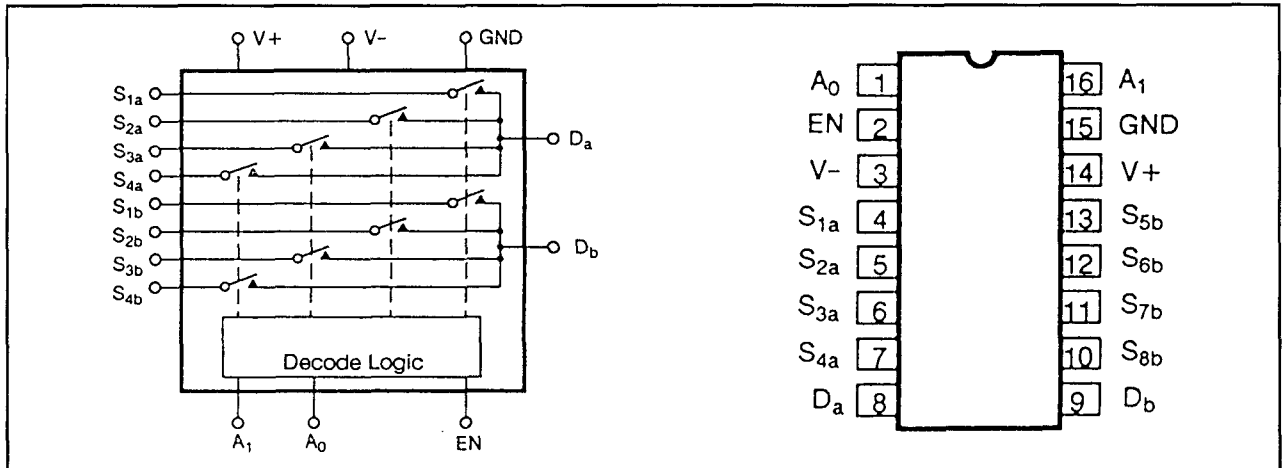 V+ V- GND
S1a
S2a
S3a
S4a
S1b
S2b
S3b
S4b
Da
Db
Decode Logic
A1 A0 EN
A0 1 16 A1
EN 2 15 GND
V- 3 14 V+
S1a 4 13 S5b
S2a 5 12 S6b
S3a 6 11 S7b
S4a 7 10 S8b
Da 8 9 Db